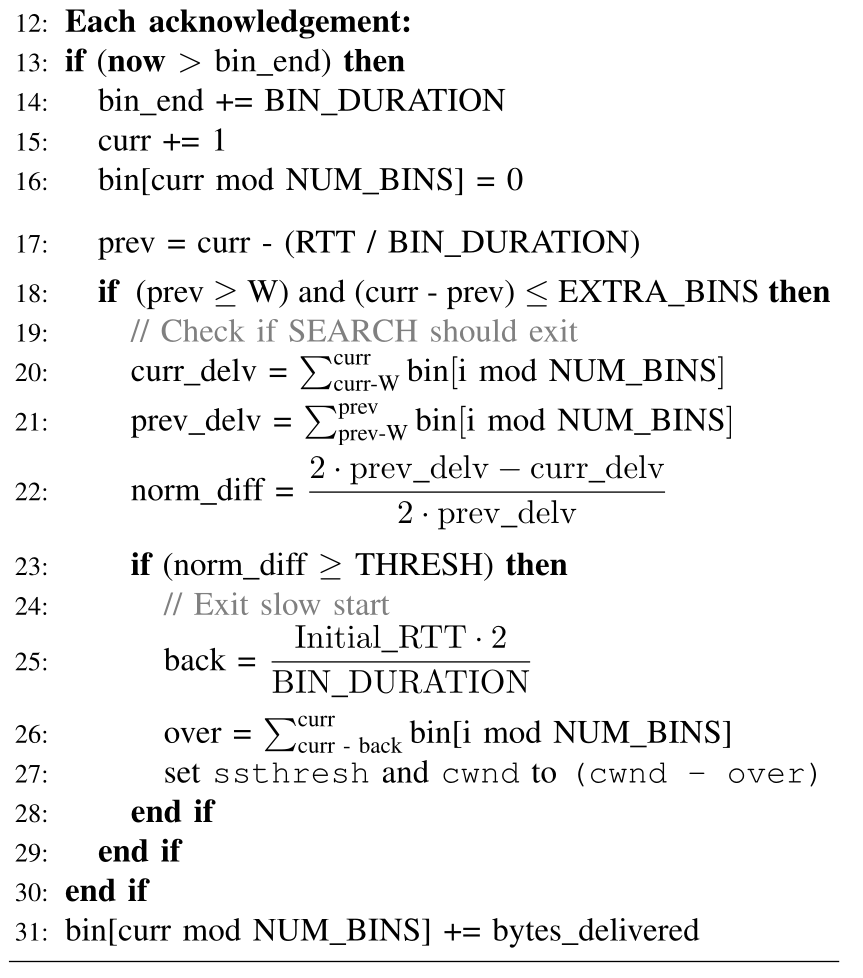 12: Each acknowledgement:
13: if (now > bin_end) then
14: bin_end += BIN_DURATION
15: curr += 1
16: bin[curr mod NUM_BINS] = 0
17: prev = curr - (RTT / BIN_DURATION)
18: if (prev ≥ W) and (curr - prev) ≤ EXTRA_BINS then
19: // Check if SEARCH should exit
20: curr_delv = ∑_{curr-W}^{curr} bin[i mod NUM_BINS]
21: prev_delv = ∑_{prev-W}^{prev} bin[i mod NUM_BINS]
22: norm_diff = \frac{2 · prev_delv − curr_delv}{2 · prev_delv}
23: if (norm_diff ≥ THRESH) then
24: // Exit slow start
25: back = \frac{Initial_RTT · 2}{BIN_DURATION}
26: over = ∑_{curr - back}^{curr} bin[i mod NUM_BINS]
27: set ssthresh and cwnd to (cwnd - over)
28: end if
29: end if
30: end if
31: bin[curr mod NUM_BINS] += bytes_delivered